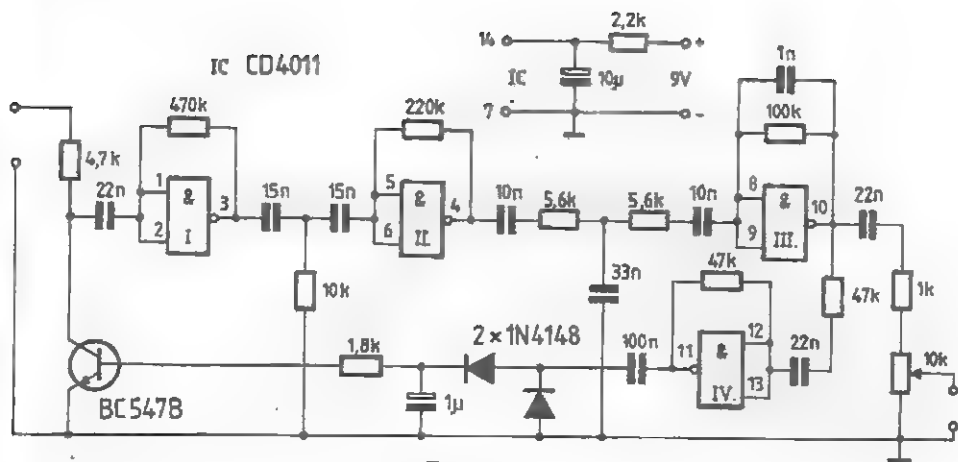 IC CD4011
14
2,2k
+
IC
10µ
9V
7
-
1n
100k
470k
220k
4,7k
22n
1
2
&
I
3
15n
15n
5
6
&
II.
4
10n
5,6k
5,6k
10n
8
9
&
III.
10
22n
10k
33n
47k
47k
1k
1,8k
2×1N4148
100n
11
&
IV.
12
13
22n
10k
BC547B
1µ